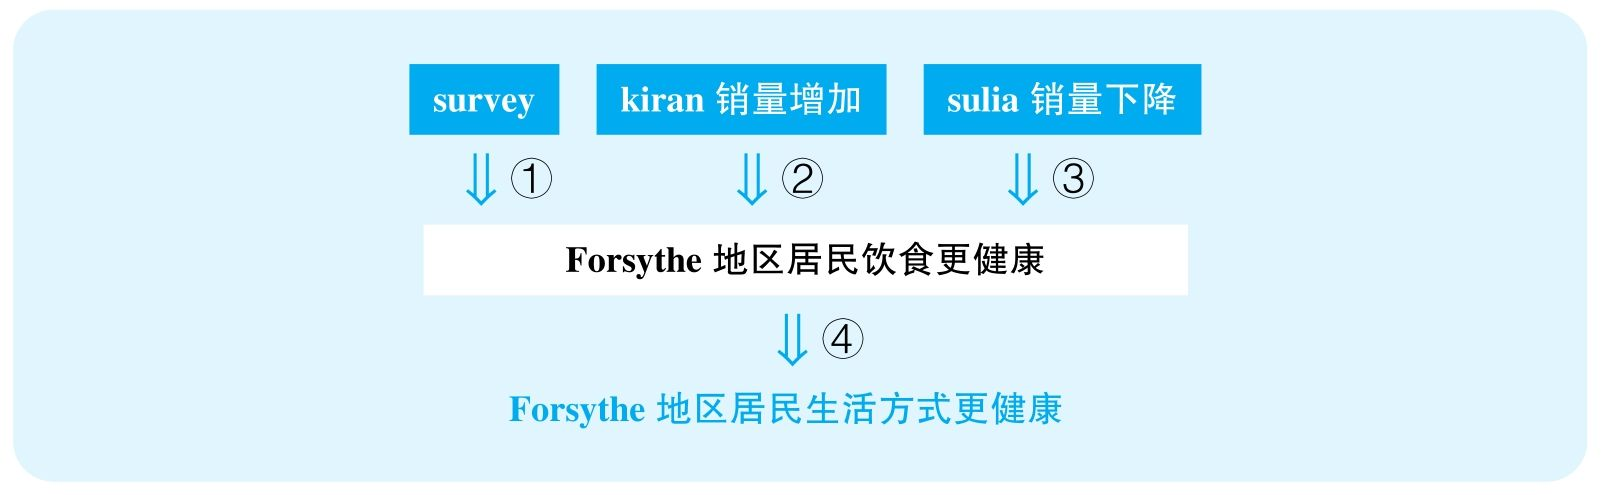 survey kiran 销量增加 sulia 销量下降
① ② ③
Forsythe 地区居民饮食更健康
④
Forsythe 地区居民生活方式更健康